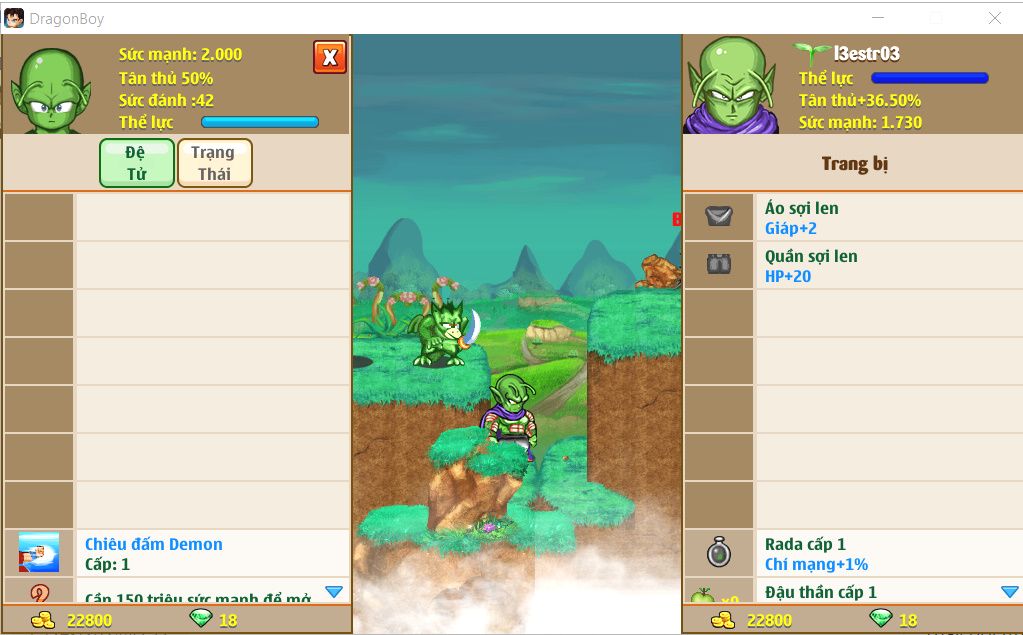 DragonBoy
Sức mạnh: 2.000
Tân thủ 50%
Sức đánh :42
Thể lực
X
Đệ
Tử
Trạng
Thái
Chiêu đấm Demon
Cấp: 1
Cần 150 triệu sức mạnh để mở
22800
18
l3estr03
Thể lực
Tân thủ+36.50%
Sức mạnh: 1.730
Trang bị
Áo sợi len
Giáp+2
Quần sợi len
HP+20
Rada cấp 1
Chí mạng+1%
Đậu thần cấp 1
x9
22800
18